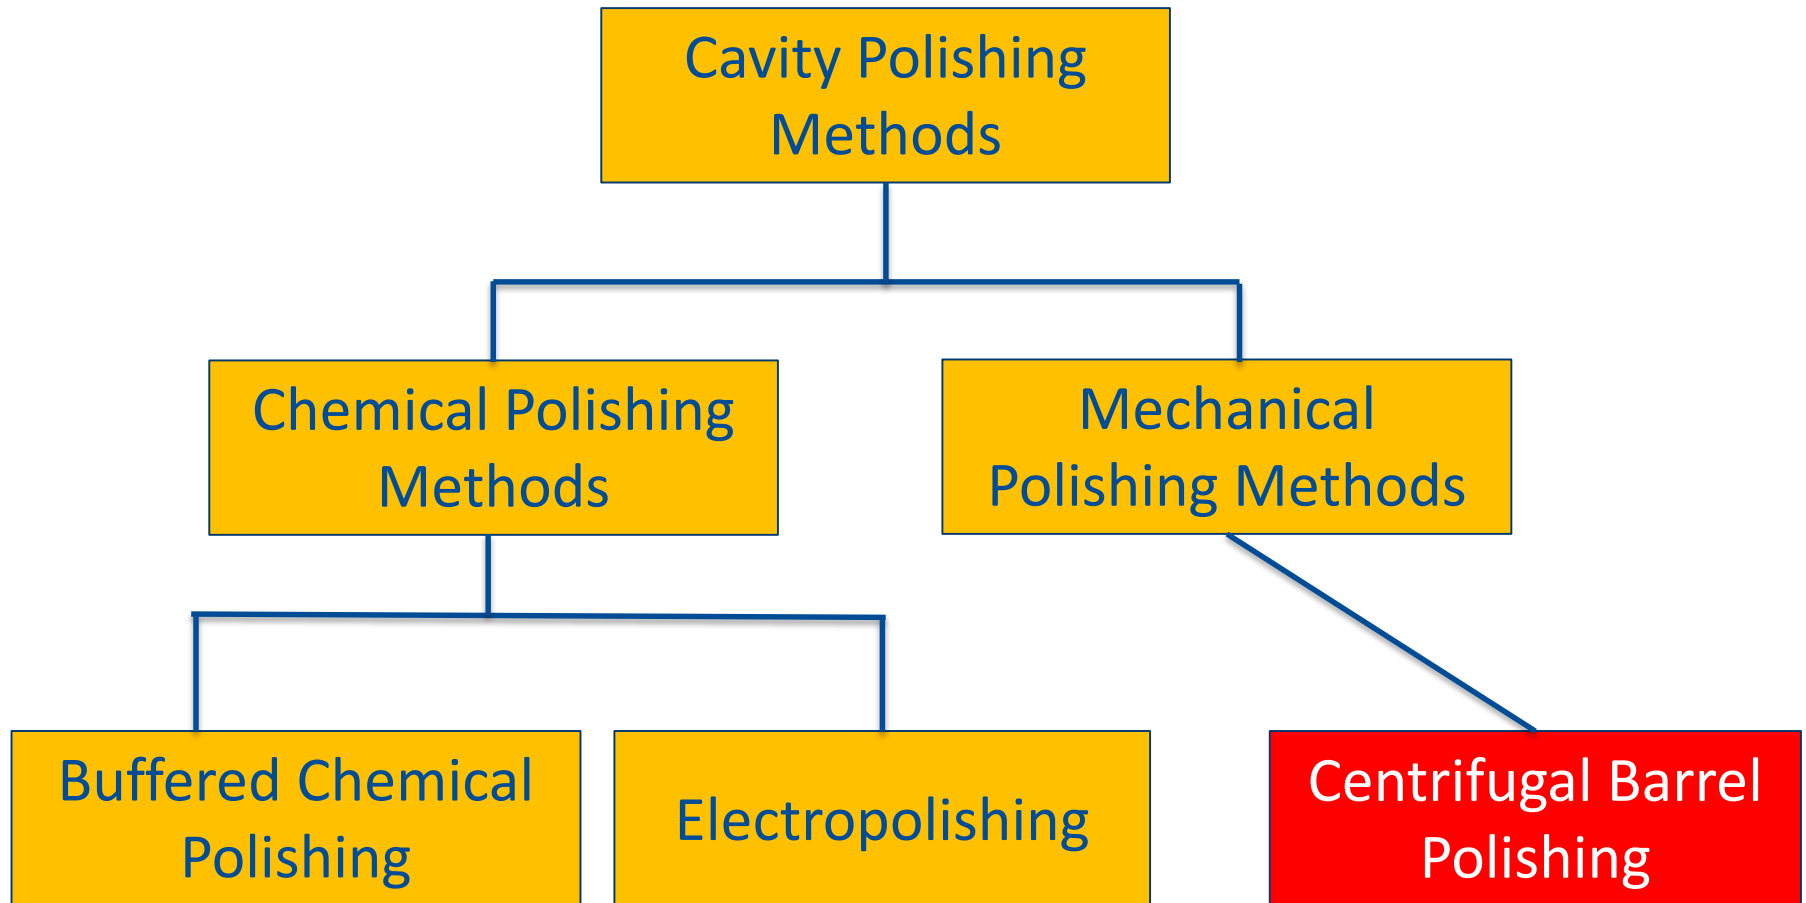 Cavity Polishing
Methods
Chemical Polishing
Methods
Mechanical
Polishing Methods
Buffered Chemical
Polishing
Electropolishing
Centrifugal Barrel
Polishing